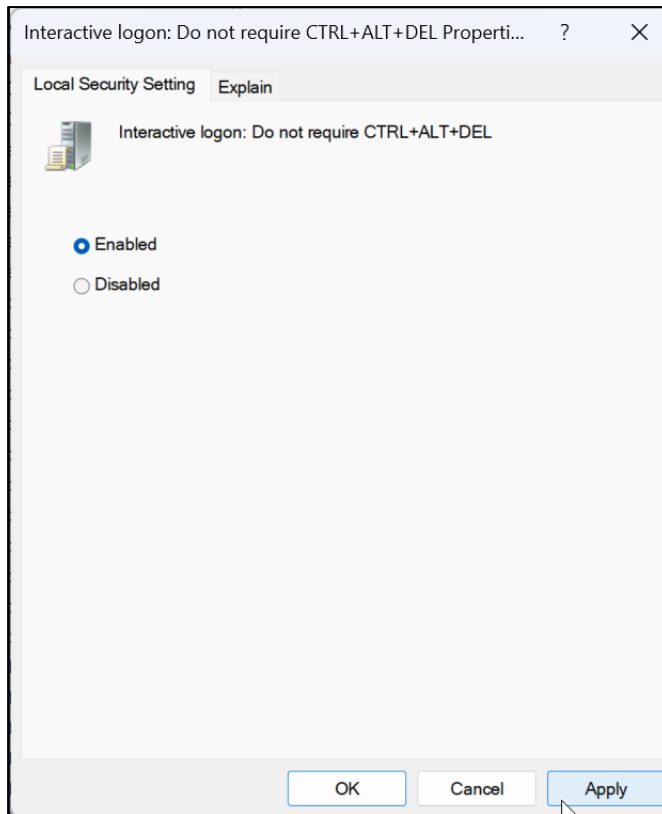 Interactive logon: Do not require CTRL+ALT+DEL Properti... ? ×
Local Security Setting Explain
Interactive logon: Do not require CTRL+ALT+DEL
Enabled
Disabled
OK Cancel Apply